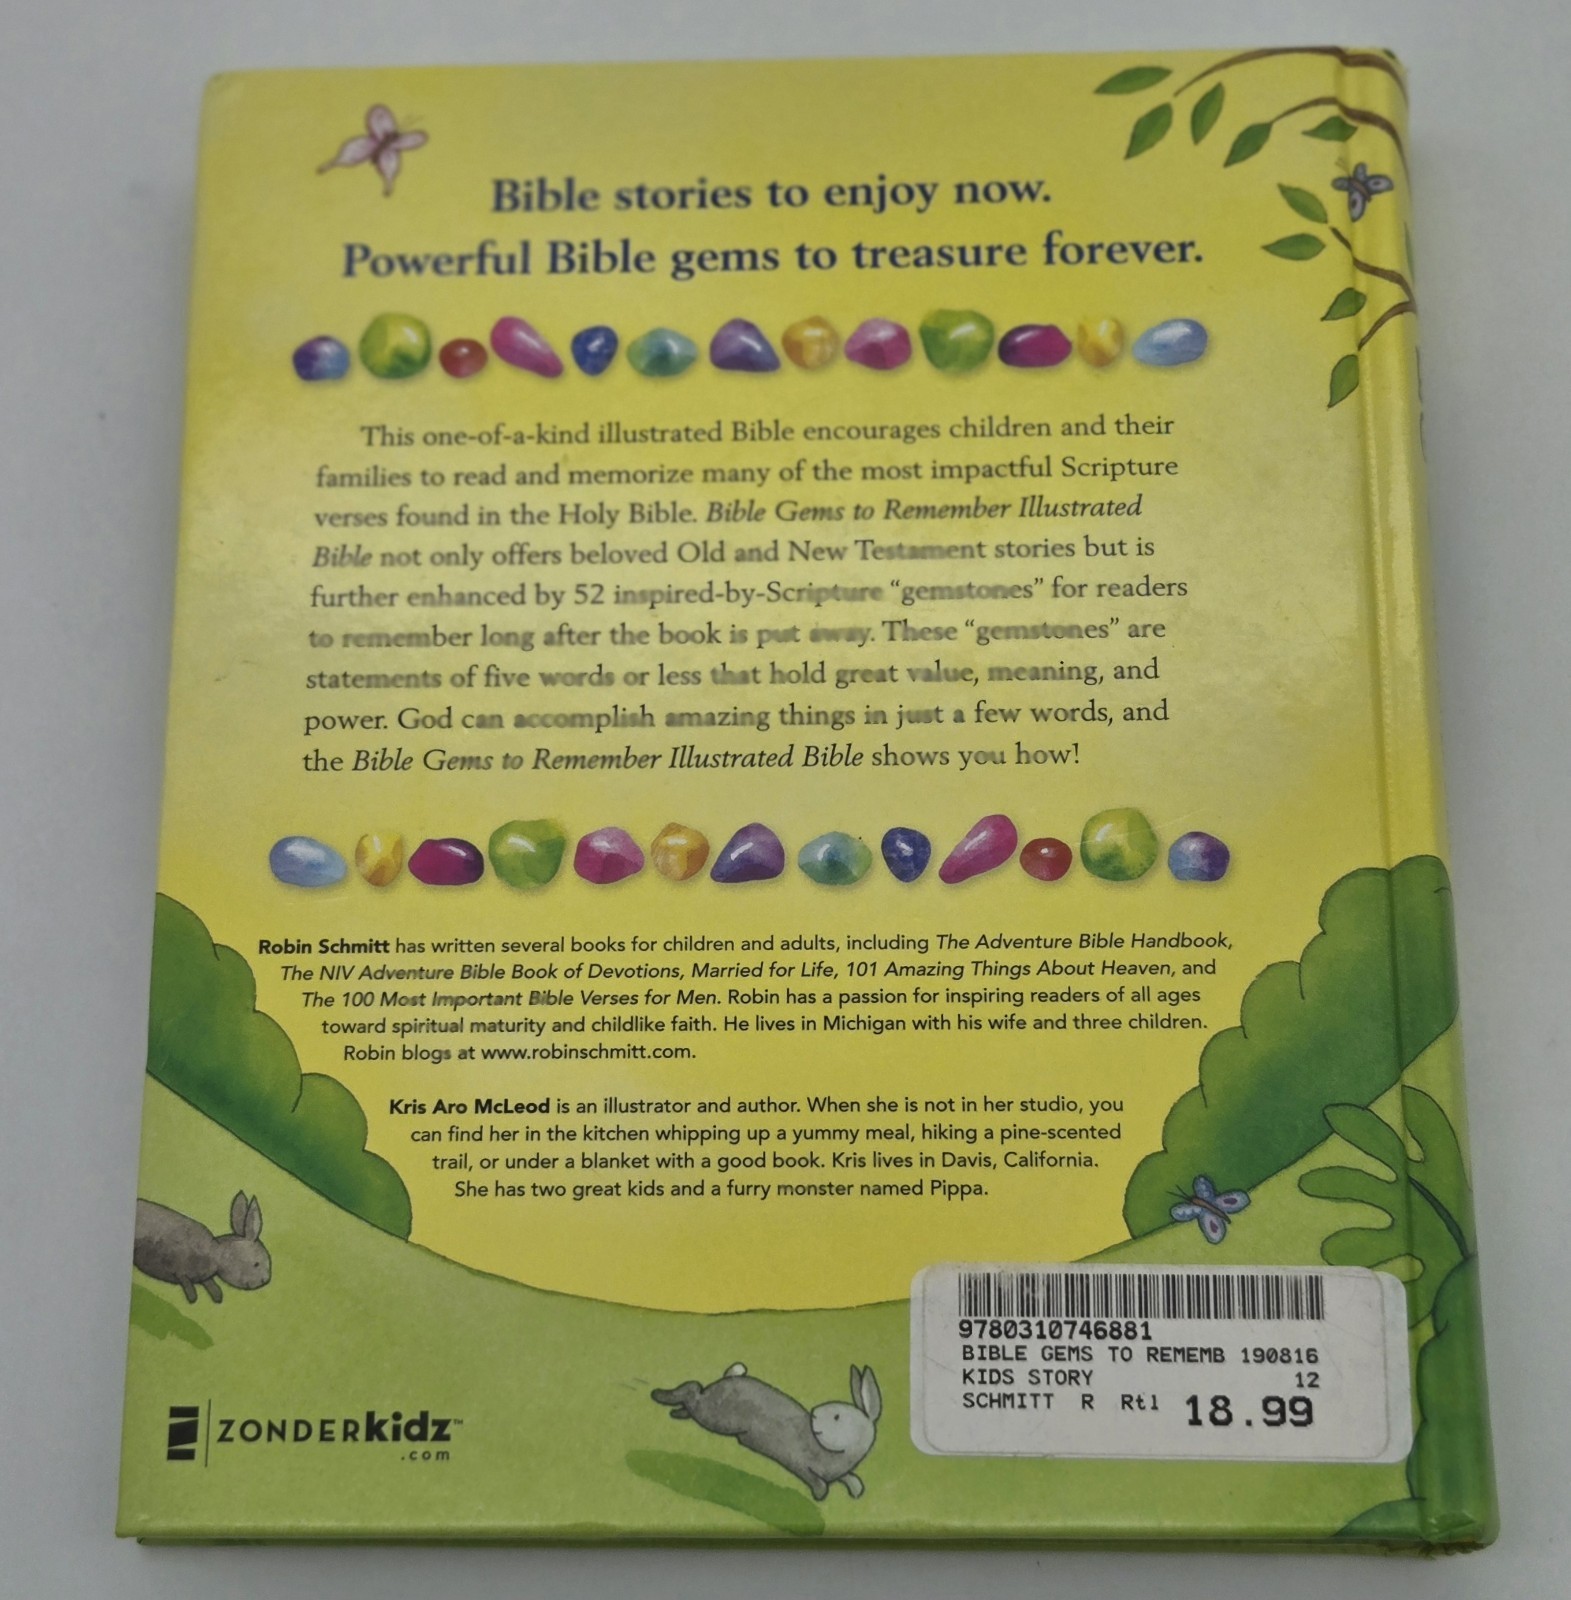 Bible stories to enjoy now.
Powerful Bible gems to treasure forever.
This one-of-a-kind illustrated Bible encourages children and their
families to read and memorize many of the most impactful Scripture
verses found in the Holy Bible. Bible Gems to Remember Illustrated
Bible not only offers beloved Old and New Testament stories but is
further enhanced by 52 inspired-by-Scripture “gemstones” for readers
to remember long after the book is put away. These “gemstones” are
statements of five words or less that hold great value, meaning, and
power. God can accomplish amazing things in just a few words, and
the Bible Gems to Remember Illustrated Bible shows you how!
Robin Schmitt has written several books for children and adults, including The Adventure Bible Handbook,
The NIV Adventure Bible Book of Devotions, Married for Life, 101 Amazing Things About Heaven, and
The 100 Most Important Bible Verses for Men. Robin has a passion for inspiring readers of all ages
toward spiritual maturity and childlike faith. He lives in Michigan with his wife and three children.
Robin blogs at www.robinschmitt.com.
Kris Aro McLeod is an illustrator and author. When she is not in her studio, you
can find her in the kitchen whipping up a yummy meal, hiking a pine-scented
trail, or under a blanket with a good book. Kris lives in Davis, California.
She has two great kids and a furry monster named Pippa.
9780310746881
BIBLE GEMS TO REMEMB 190816
KIDS STORY 12
SCHMITT R Rtl 18.99
ZONDERkidz™
.com